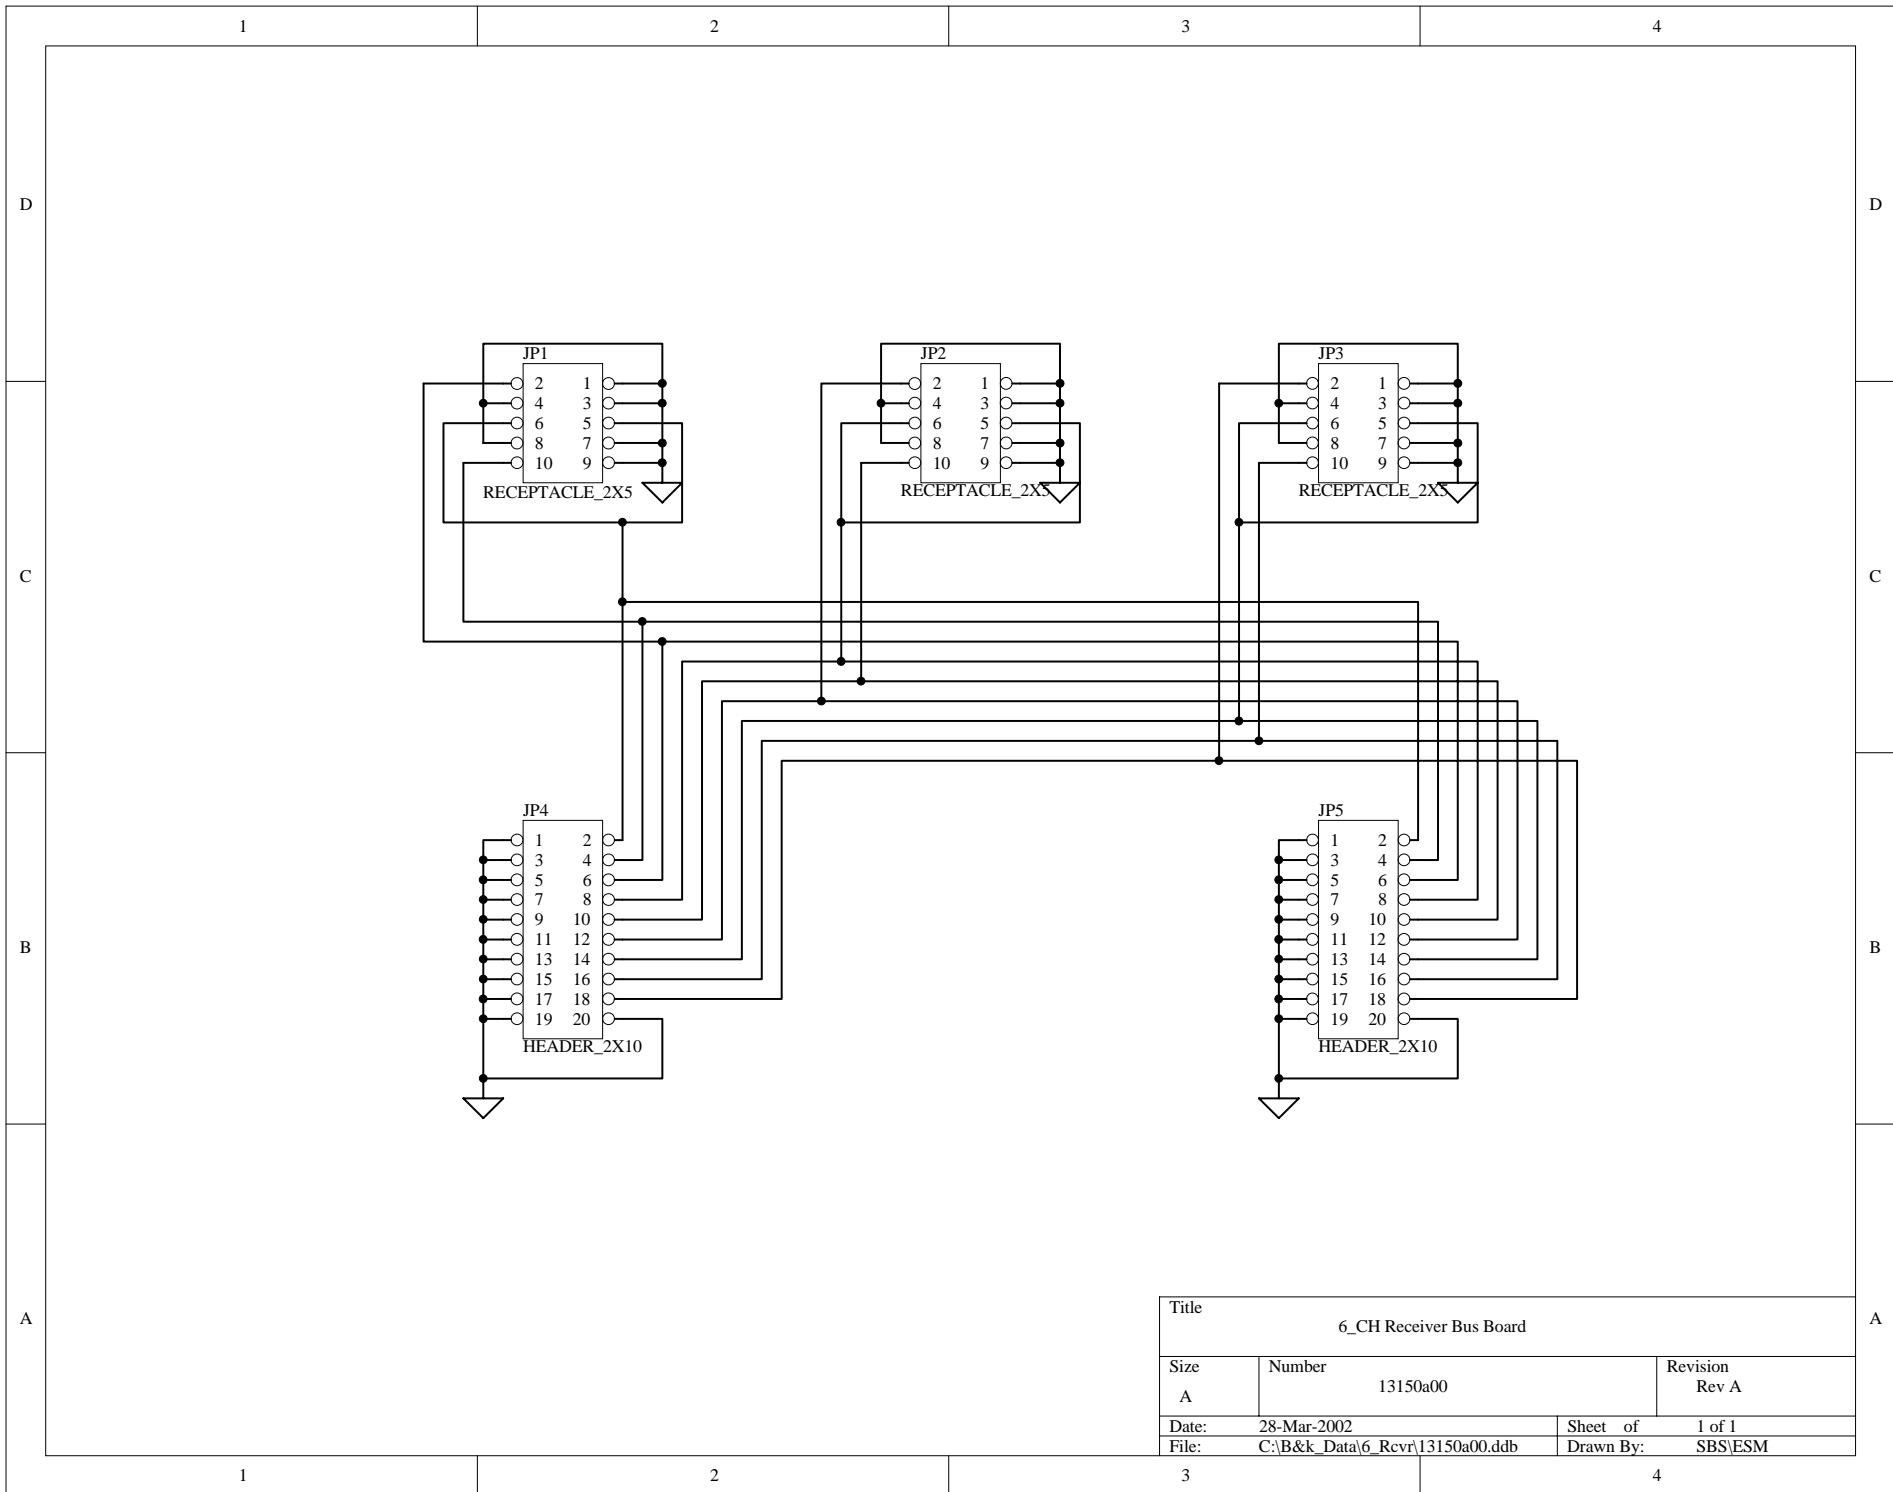 1 2 3 4
D D
JP1 JP2 JP3
2 1 2 1 2 1
4 3 4 3 4 3
6 5 6 5 6 5
8 7 8 7 8 7
10 9 10 9 10 9
RECEPTACLE_2X5 RECEPTACLE_2X5 RECEPTACLE_2X5
C C
JP4 JP5
1 2 1 2
3 4 3 4
5 6 5 6
7 8 7 8
9 10 9 10
11 12 11 12
B B
13 14 13 14
15 16 15 16
17 18 17 18
19 20 19 20
HEADER_2X10 HEADER_2X10
A A
Title
6_CH Receiver Bus Board
Size Number Revision
A 13150a00 Rev A
Date: 28-Mar-2002 Sheet of 1 of 1
File: C:\B&k_Data\6_Rcvr\13150a00.ddb Drawn By: SBS\ESM
1 2 3 4